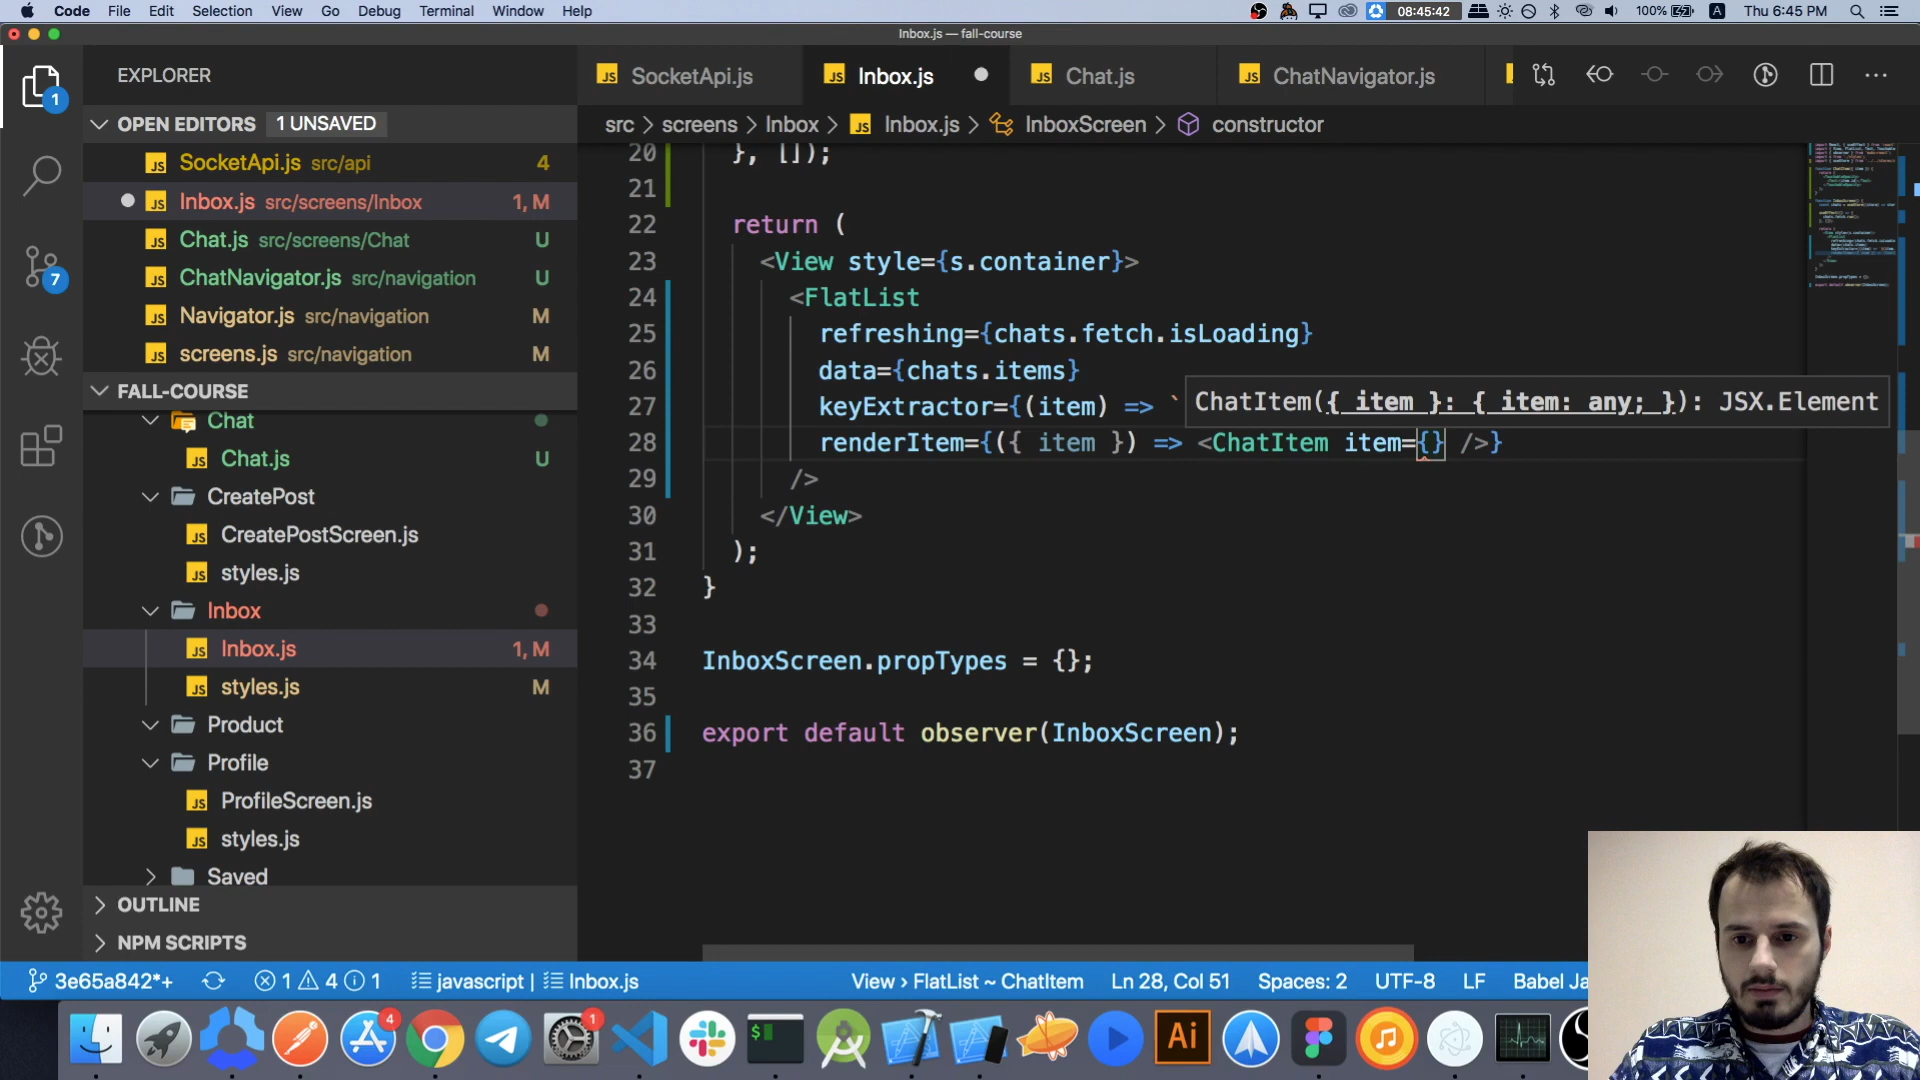 Code File Edit Selection View Go Debug Terminal Window Help 08:45:42 100% A Thu 6:45 PM
Inbox.js — fall-course
EXPLORER
SocketApi.js Inbox.js Chat.js ChatNavigator.js
OPEN EDITORS 1 UNSAVED
src > screens > Inbox > Inbox.js > InboxScreen > constructor
SocketApi.js src/api 4
Inbox.js src/screens/Inbox 1, M
Chat.js src/screens/Chat U
ChatNavigator.js src/navigation U
Navigator.js src/navigation M
screens.js src/navigation M
FALL-COURSE
Chat
Chat.js U
CreatePost
CreatePostScreen.js
styles.js
Inbox
Inbox.js 1, M
styles.js M
Product
Profile
ProfileScreen.js
styles.js
Saved
OUTLINE
NPM SCRIPTS
1
7
20 }, []);
21
22 return (
23 <View style={s.container}>
24 <FlatList
25 refreshing={chats.fetch.isLoading}
26 data={chats.items}
27 keyExtractor={(item) => `
ChatItem({ item }: { item: any; }): JSX.Element
28 renderItem={({ item }) => <ChatItem item={} />}
29 />
30 </View>
31 );
32 }
33
34 InboxScreen.propTypes = {};
35
36 export default observer(InboxScreen);
37
3e65a842*+ 1 4 1 javascript | Inbox.js View › FlatList ~ ChatItem Ln 28, Col 51 Spaces: 2 UTF-8 LF Babel Ja
4 1 $ Ai